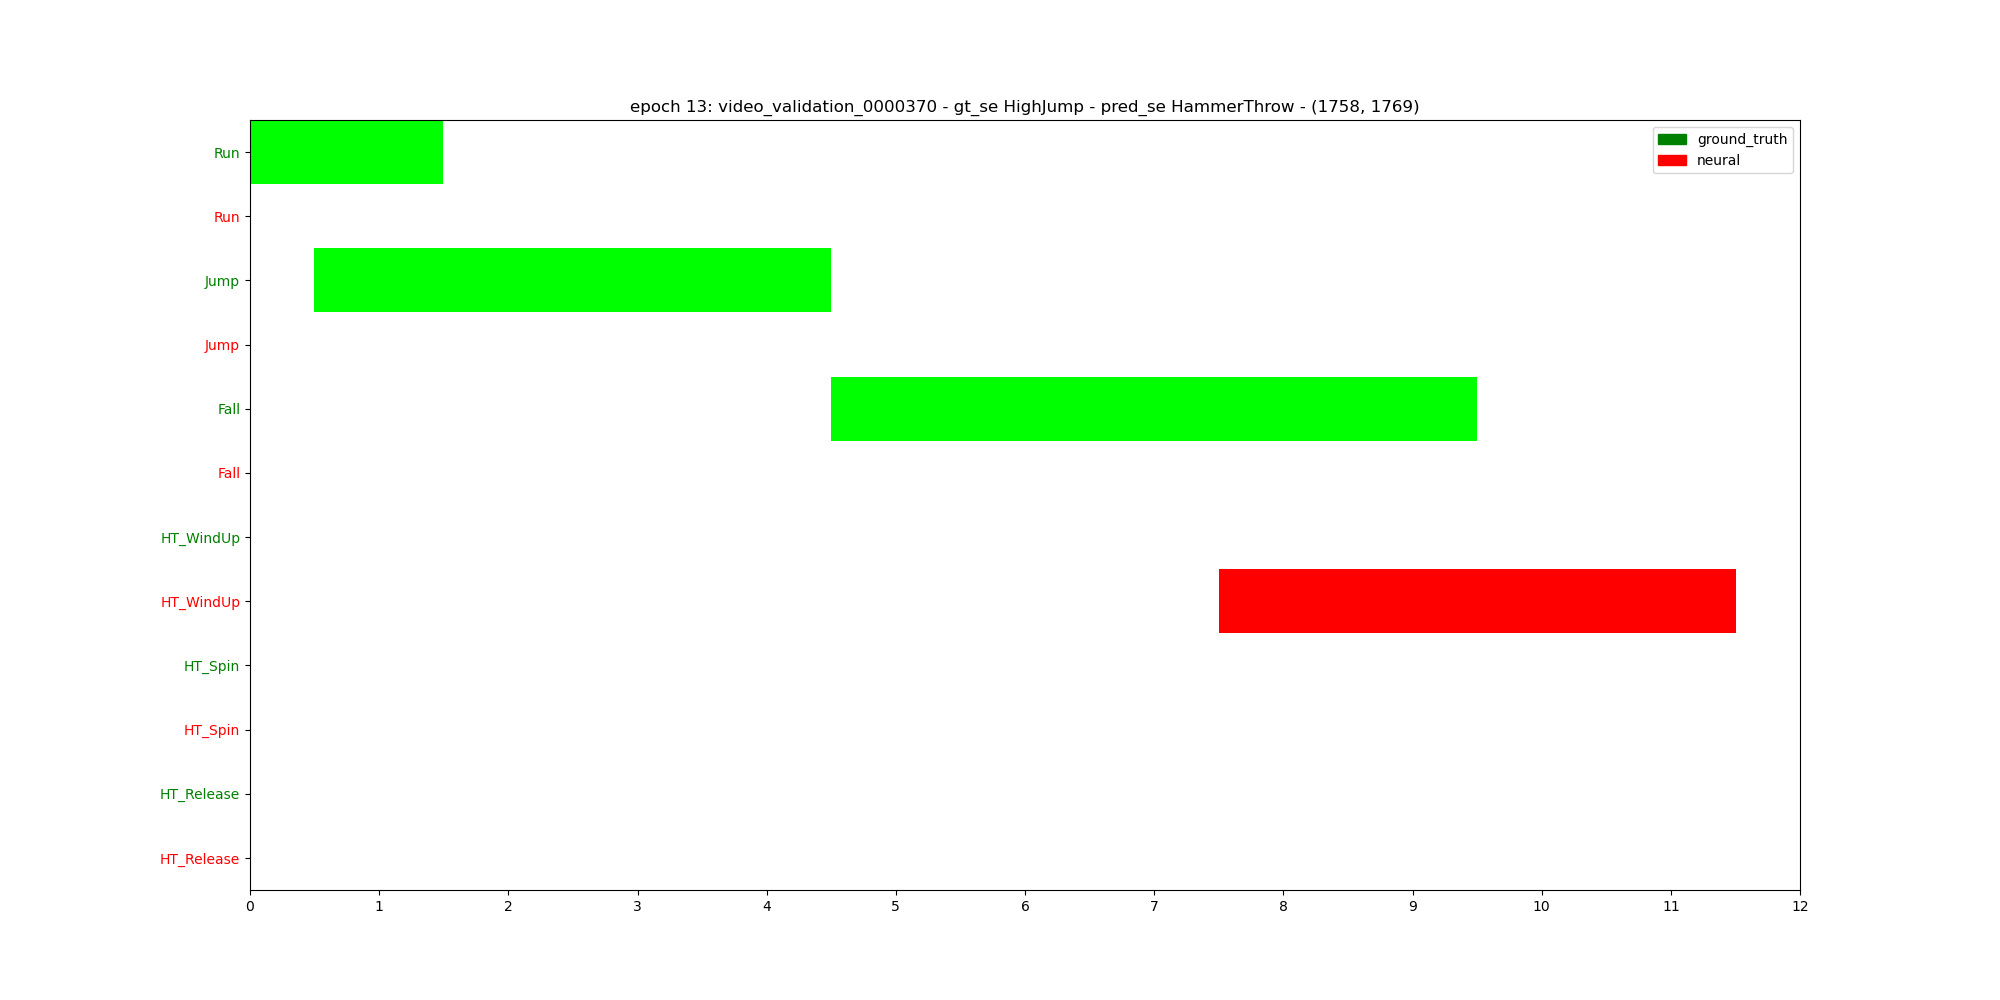 epoch 13: video_validation_0000370 - gt_se HighJump - pred_se HammerThrow - (1758, 1769)
ground_truth
neural
Run
Run
Jump
Jump
Fall
Fall
HT_WindUp
HT_WindUp
HT_Spin
HT_Spin
HT_Release
HT_Release
0 1 2 3 4 5 6 7 8 9 10 11 12